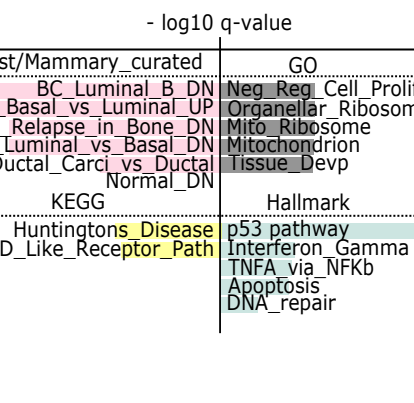 - log10 q-value
st/Mammary_curated
GO
BC_Luminal_B_DN
Neg_Reg_Cell_Prolif
Basal_vs_Luminal_UP
Organellar_Ribosom
Relapse_in_Bone_DN
Mito_Ribosome
Luminal_vs_Basal_DN
Mitochondrion
Ductal_Carci_vs_Ductal
Tissue_Devp
Normal_DN
KEGG
Hallmark
Huntingtons_Disease
p53 pathway
D_Like_Receptor_Path
Interferon_Gamma
TNFA_via_NFKb
Apoptosis
DNA_repair